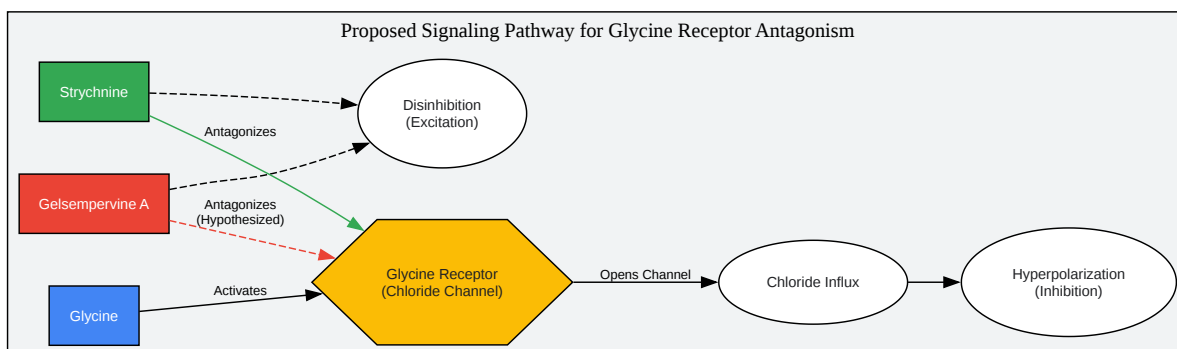 Proposed Signaling Pathway for Glycine Receptor Antagonism
Strychnine
Disinhibition
(Excitation)
Antagonizes
Gelsempervine A
Antagonizes
(Hypothesized)
Glycine Receptor
(Chloride Channel)
Opens Channel
Chloride Influx
Hyperpolarization
(Inhibition)
Activates
Glycine